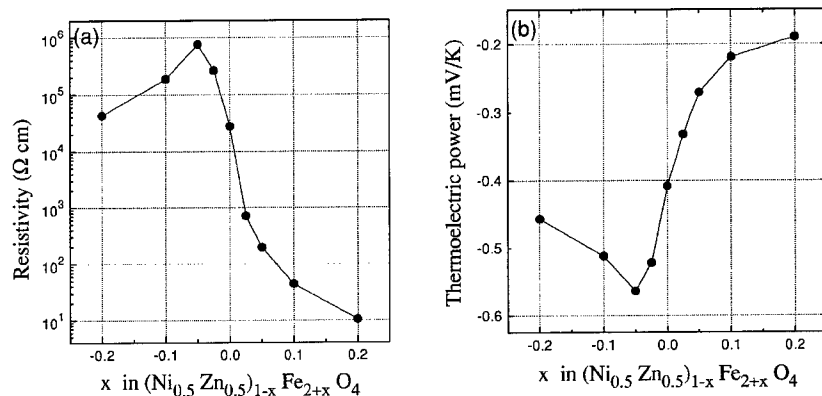 (a)
Resistivity (Ω cm)
10⁶
10⁵
10⁴
10³
10²
10¹
-0.2 -0.1 0.0 0.1 0.2
x in (Ni₀.₅ Zn₀.₅)₁₋ₓ Fe₂₊ₓ O₄
(b)
Thermoelectric power (mV/K)
-0.2
-0.3
-0.4
-0.5
-0.6
-0.2 -0.1 0.0 0.1 0.2
x in (Ni₀.₅ Zn₀.₅)₁₋ₓ Fe₂₊ₓ O₄